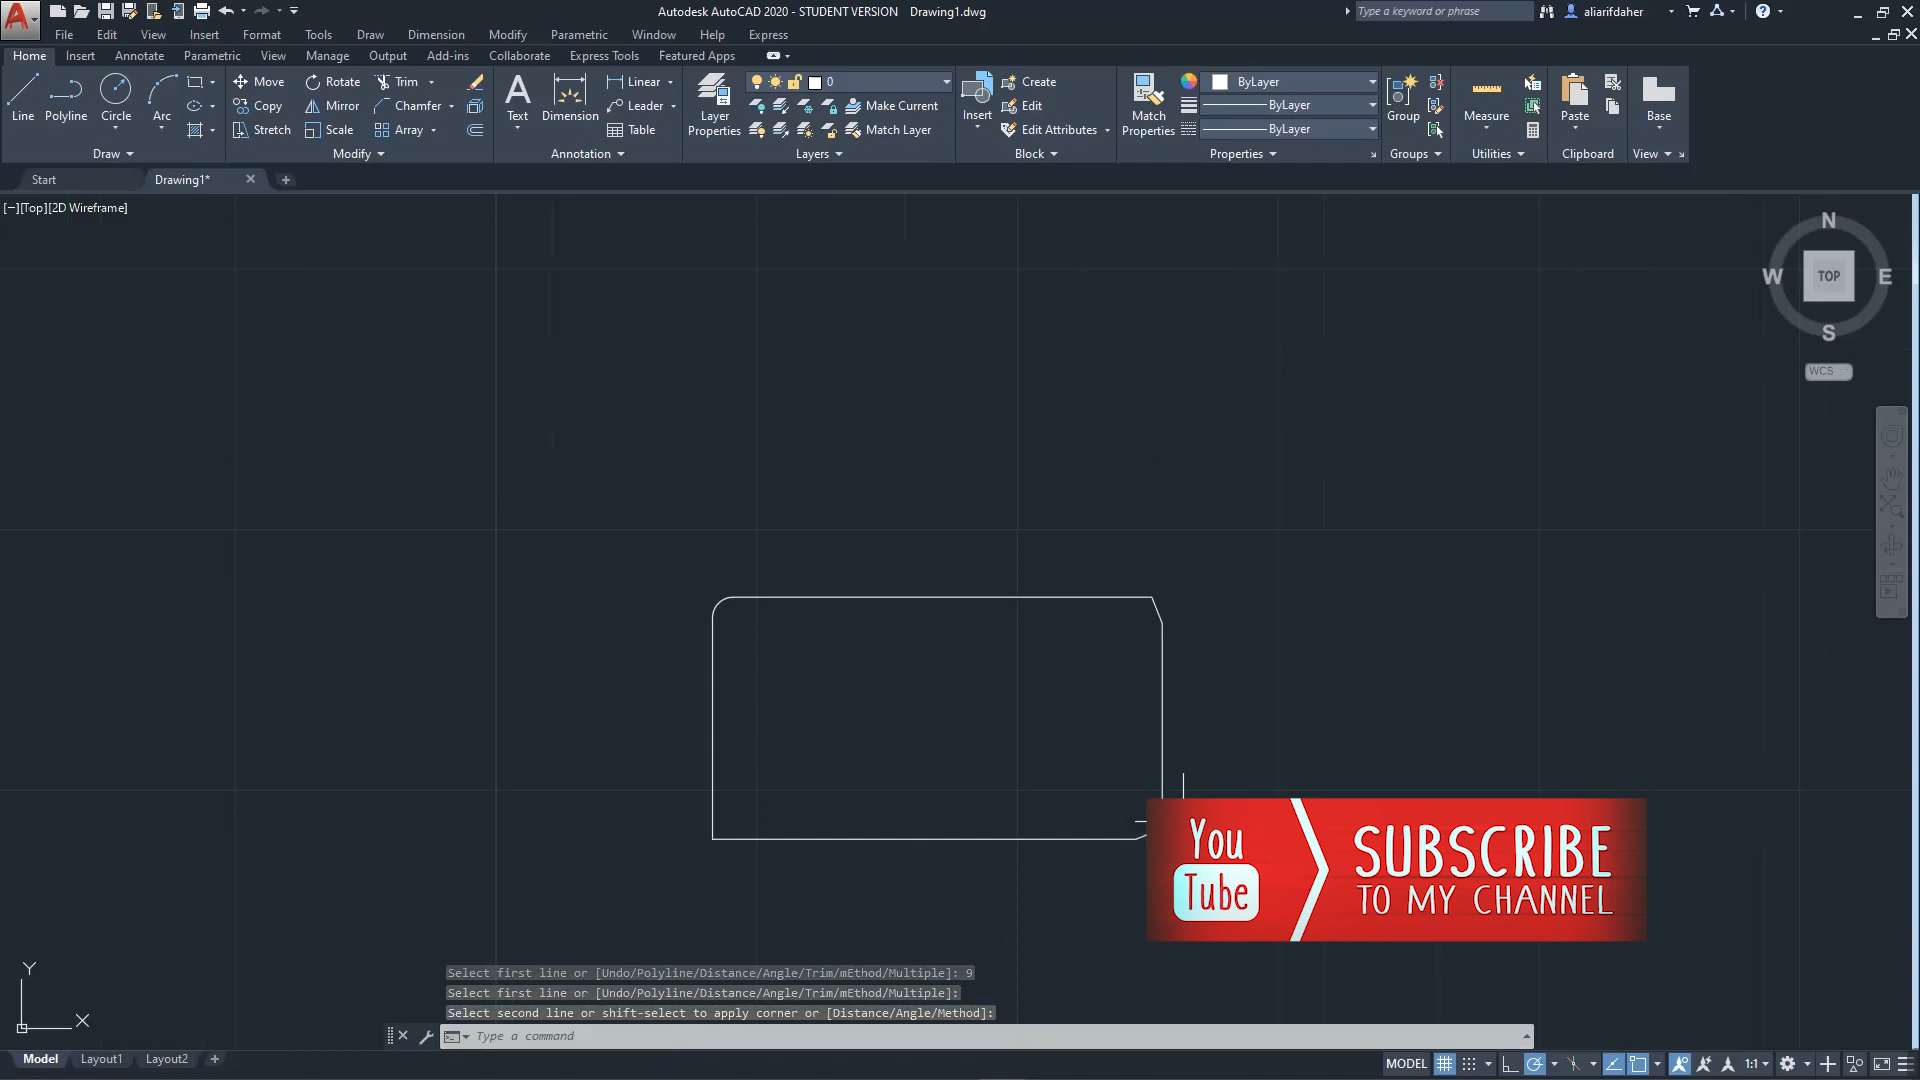 Autodesk AutoCAD 2020 - STUDENT VERSION Drawing1.dwg
Type a keyword or phrase
aliarifdaher
File Edit View Insert Format Tools Draw Dimension Modify Parametric Window Help Express
Home Insert Annotate Parametric View Manage Output Add-ins Collaborate Express Tools Featured Apps
Line Polyline Circle Arc
Move Rotate Trim
Copy Mirror Chamfer
Stretch Scale Array
Text Dimension
Linear
Leader
Table
Layer Properties
0
Make Current
Match Layer
Insert
Create
Edit
Edit Attributes
Match Properties
ByLayer
ByLayer
ByLayer
Group
Measure
Paste
Base
Draw Modify Annotation Layers Block Properties Groups Utilities Clipboard View
Start Drawing1*
[−][Top][2D Wireframe]
N
W TOP E
S
WCS
You
Tube
SUBSCRIBE
TO MY CHANNEL
Select first line or [Undo/Polyline/Distance/Angle/Trim/mEthod/Multiple]: 9
Select first line or [Undo/Polyline/Distance/Angle/Trim/mEthod/Multiple]:
Select second line or shift-select to apply corner or [Distance/Angle/Method]:
Type a command
Y
X
Model Layout1 Layout2
MODEL 1:1